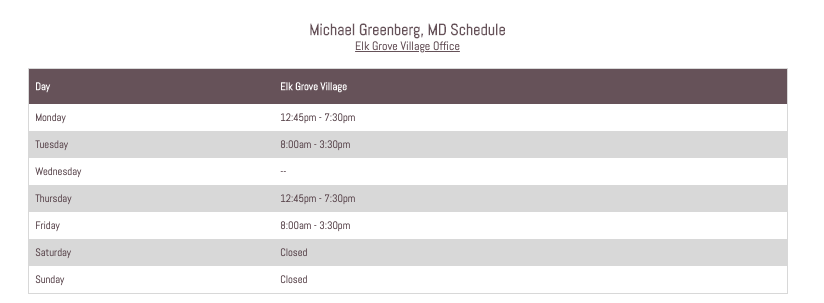 Michael Greenberg, MD Schedule
Elk Grove Village Office
Day Elk Grove Village
Monday 12:45pm - 7:30pm
Tuesday 8:00am - 3:30pm
Wednesday --
Thursday 12:45pm - 7:30pm
Friday 8:00am - 3:30pm
Saturday Closed
Sunday Closed